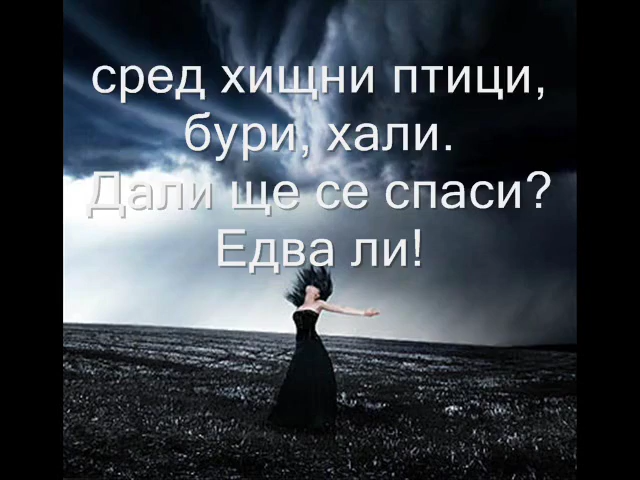 сред хищни птици,
бури, хали.
Дали ще се спаси?
Едва ли!